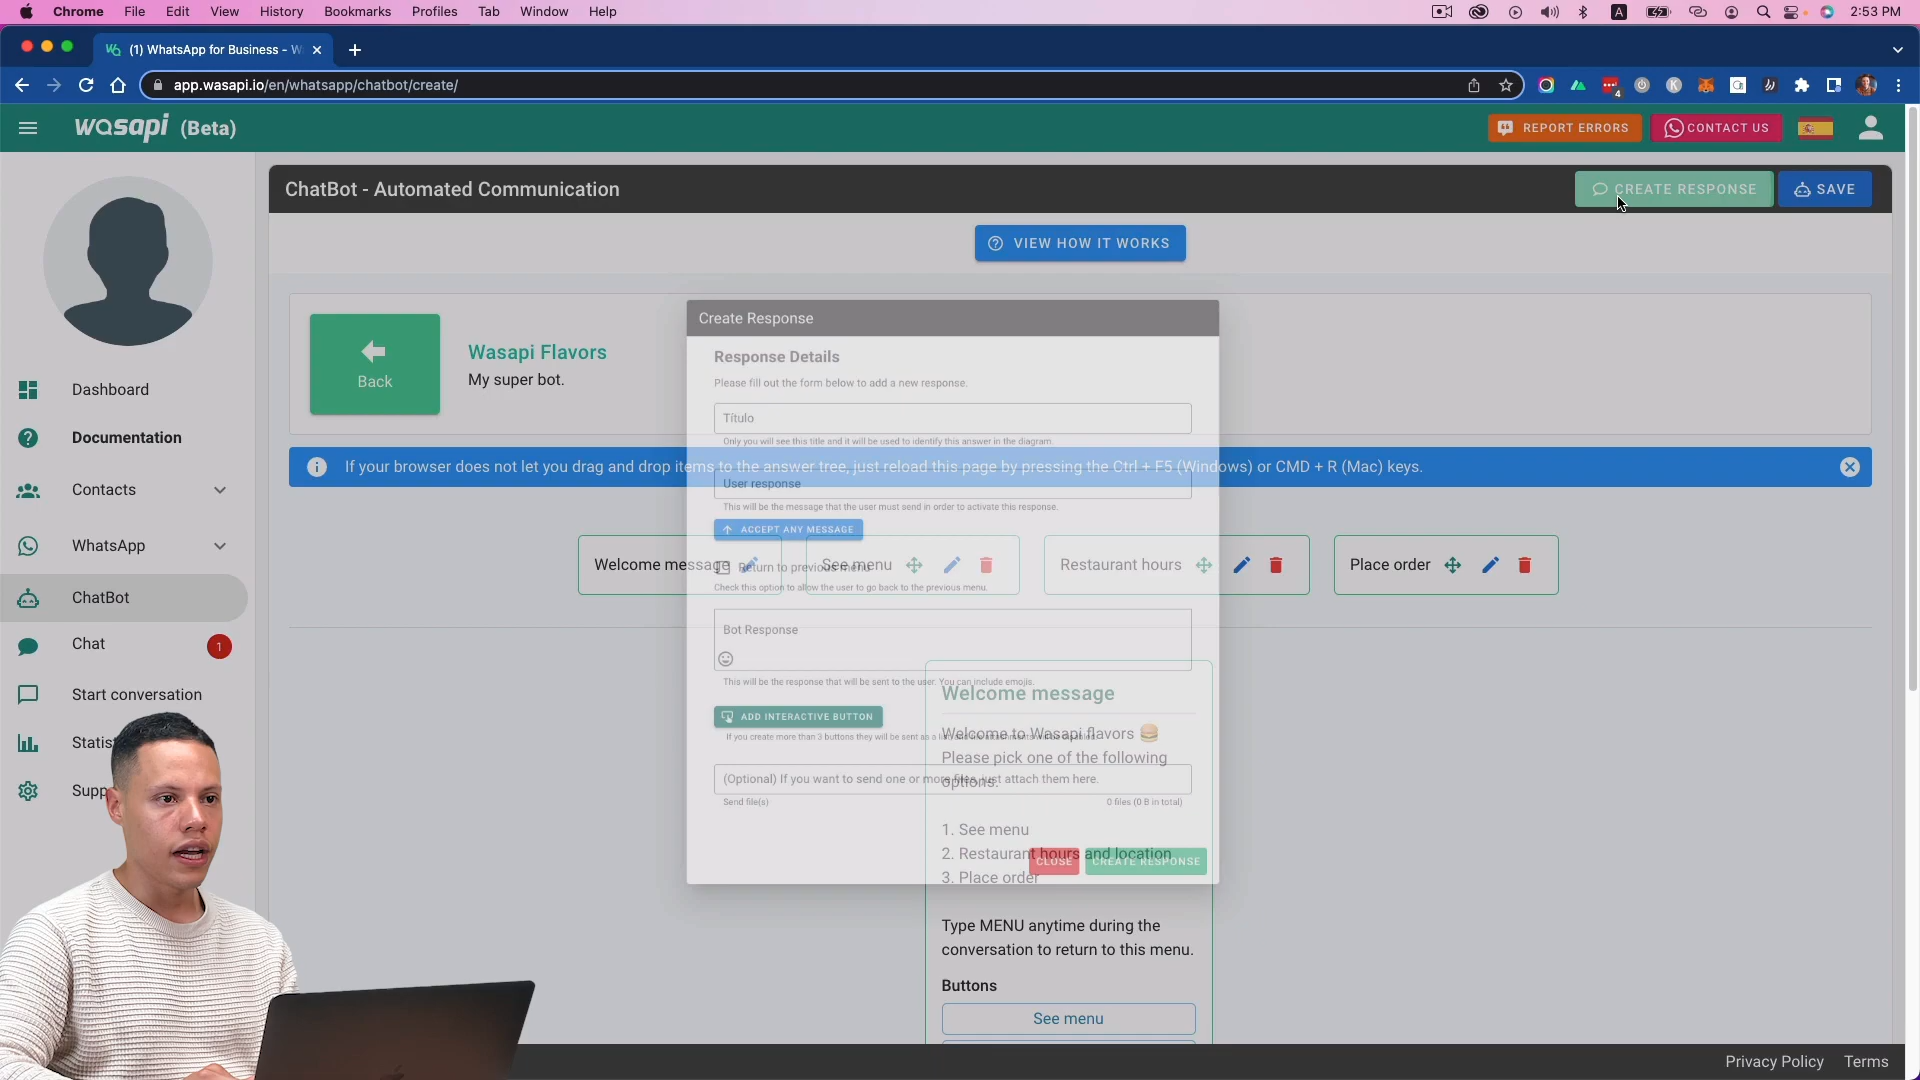 Chrome File Edit View History Bookmarks Profiles Tab Window Help
A
2:53 PM
(1) WhatsApp for Business - W
app.wasapi.io/en/whatsapp/chatbot/create/
4
wasapi (Beta)
REPORT ERRORS
CONTACT US
ChatBot - Automated Communication
CREATE RESPONSE
SAVE
VIEW HOW IT WORKS
Back
Wasapi Flavors
My super bot.
Dashboard
Documentation
Contacts
WhatsApp
ChatBot
Chat
1
Start conversation
Statis
Supp
If your browser does not let you drag and drop items to the answer tree, just reload this page by pressing the Ctrl + F5 (Windows) or CMD + R (Mac) keys.
Welcome message
See menu
Restaurant hours
Place order
Create Response
Response Details
Please fill out the form below to add a new response.
Título
Only you will see this title and it will be used to identify this answer in the diagram.
User response
This will be the message that the user must send in order to activate this response.
ACCEPT ANY MESSAGE
Return to previous menu
Check this option to allow the user to go back to the previous menu.
Bot Response
This will be the response that will be sent to the user. You can include emojis.
ADD INTERACTIVE BUTTON
If you create more than 3 buttons they will be sent as a
(Optional) If you want to send one or more files, just attach them here.
Send file(s)
0 files (0 B in total)
CLOSE
CREATE RESPONSE
Welcome message
Welcome to Wasapi flavors 🍔
Please pick one of the following
options.
1. See menu
2. Restaurant hours and location
3. Place order
Type MENU anytime during the
conversation to return to this menu.
Buttons
See menu
Privacy Policy
Terms